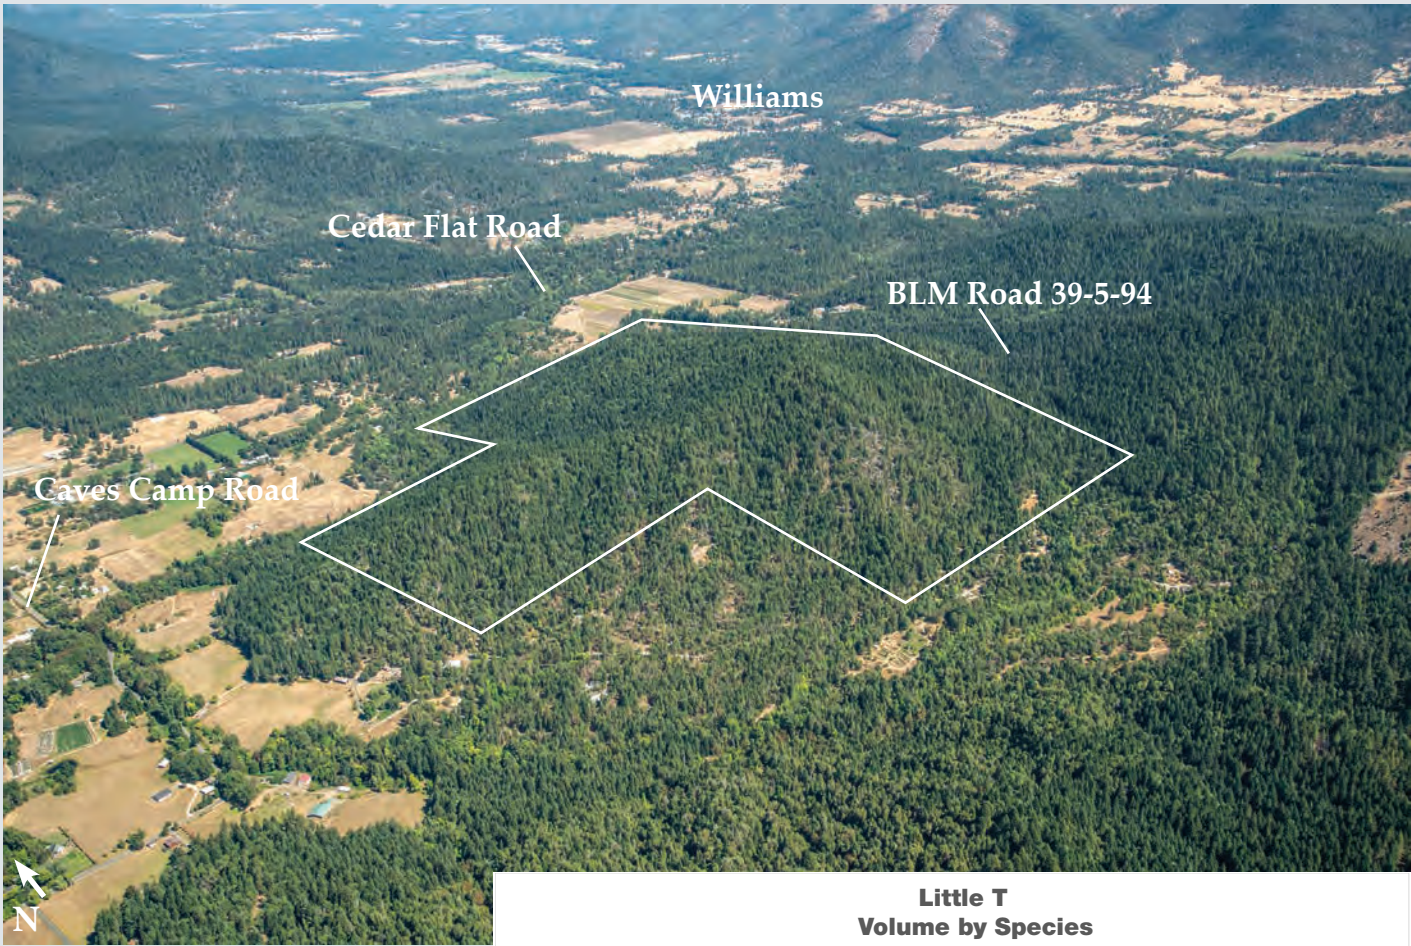 Williams
Cedar Flat Road
BLM Road 39-5-94
Caves Camp Road
N
Little T
Volume by Species